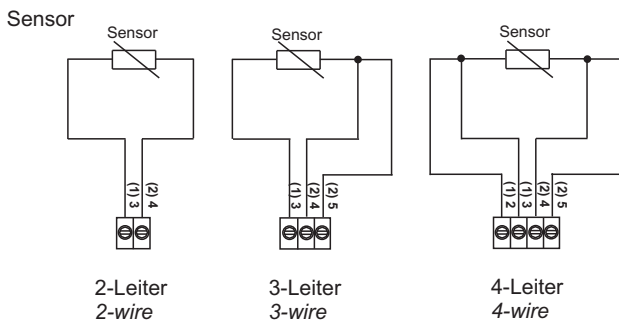 Sensor
Sensor
(1) 3
(2) 4
2-Leiter
2-wire
Sensor
(1) 3
(2) 4
(2) 5
3-Leiter
3-wire
Sensor
(1) 2
(1) 3
(2) 4
(2) 5
4-Leiter
4-wire